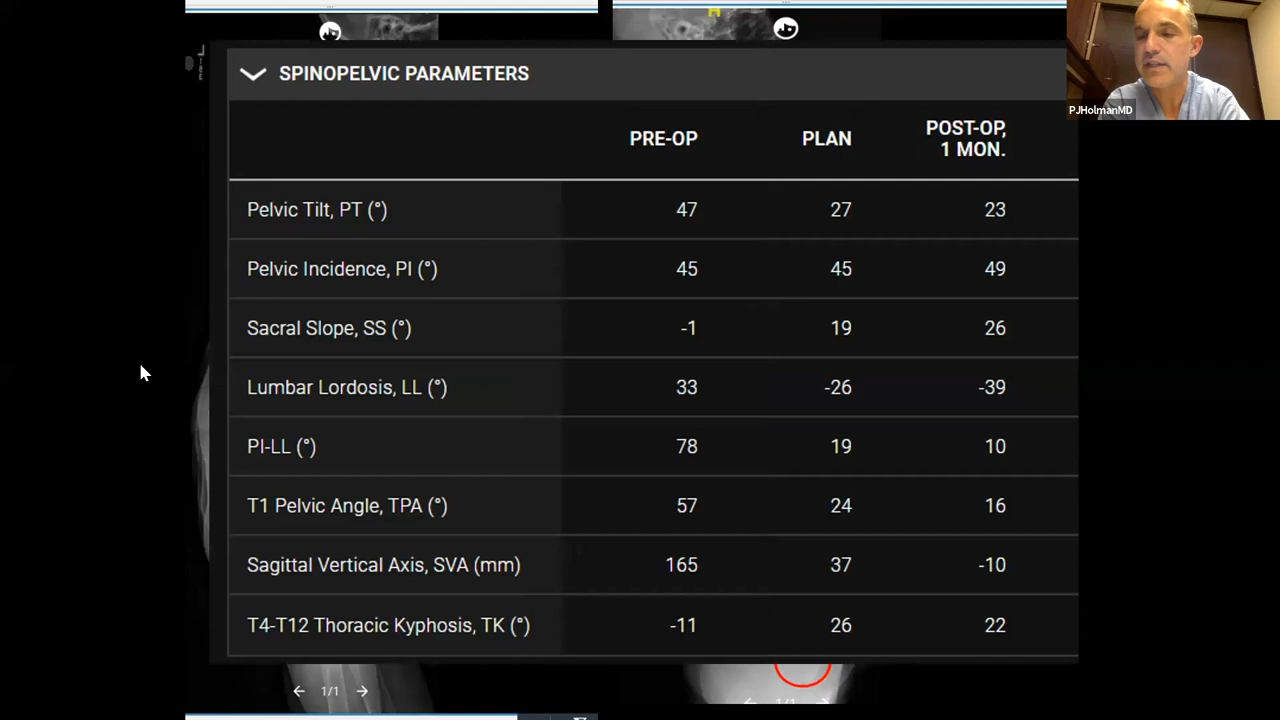 SPINOPELVIC PARAMETERS
PJHolmanMD
PRE-OP PLAN POST-OP, 1 MON.
Pelvic Tilt, PT (°) 47 27 23
Pelvic Incidence, PI (°) 45 45 49
Sacral Slope, SS (°) -1 19 26
Lumbar Lordosis, LL (°) 33 -26 -39
PI-LL (°) 78 19 10
T1 Pelvic Angle, TPA (°) 57 24 16
Sagittal Vertical Axis, SVA (mm) 165 37 -10
T4-T12 Thoracic Kyphosis, TK (°) -11 26 22
1/1